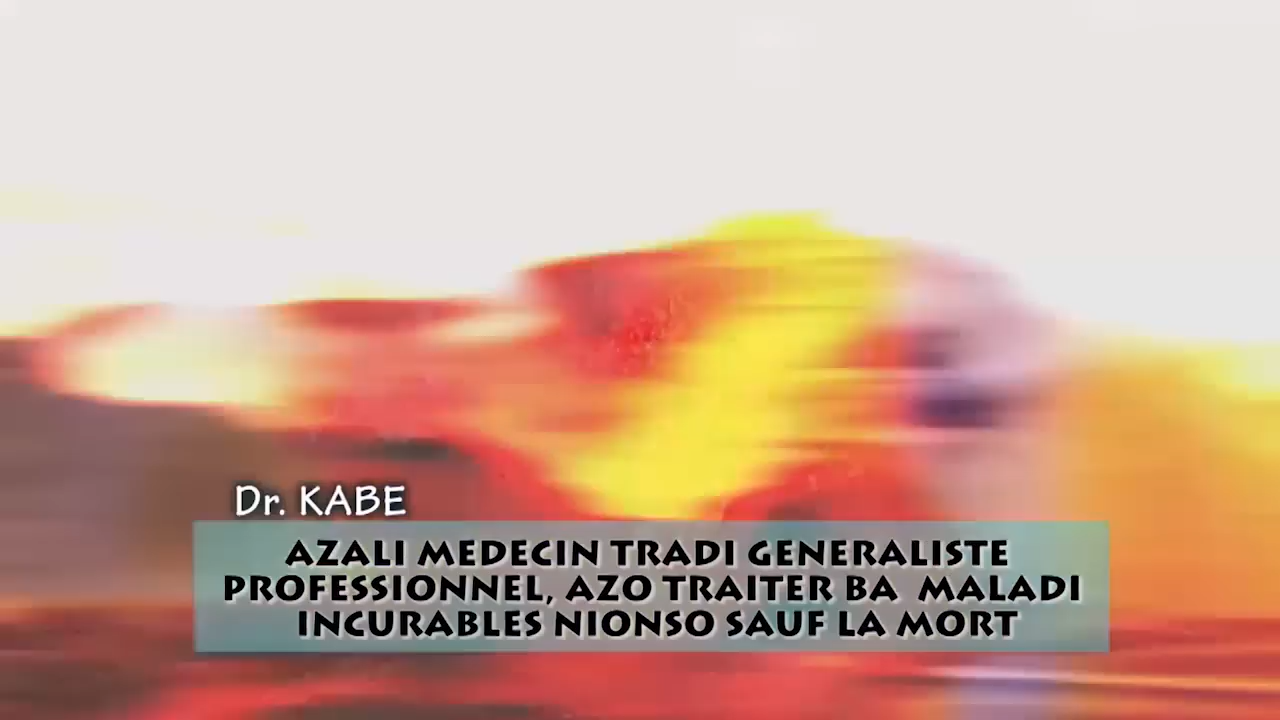 Dr. KABE
AZALI MEDECIN TRADI GENERALISTE
PROFESSIONNEL, AZO TRAITER BA MALADI
INCURABLES NIONSO SAUF LA MORT